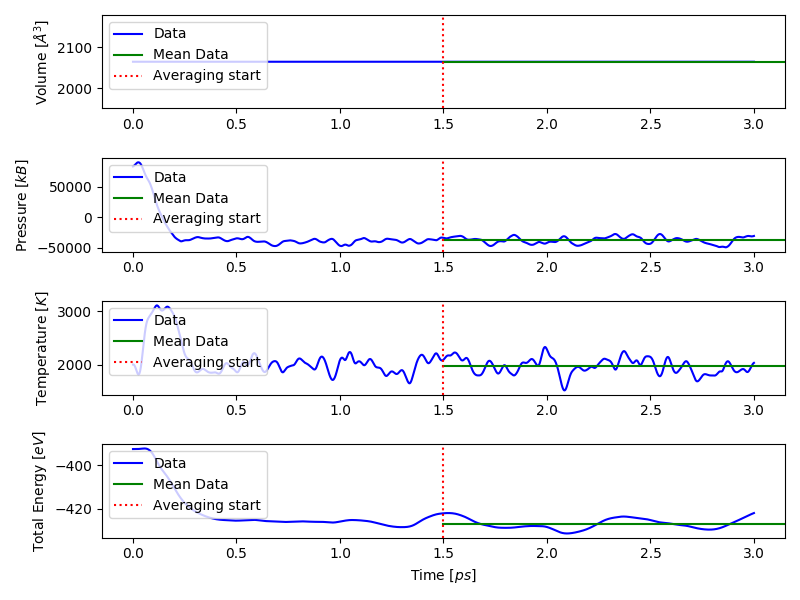 Volume [Å³]
2100
2000
Data
Mean Data
Averaging start
0.0 0.5 1.0 1.5 2.0 2.5 3.0
Pressure [kB]
50000
0
−50000
Data
Mean Data
Averaging start
0.0 0.5 1.0 1.5 2.0 2.5 3.0
Temperature [K]
3000
2000
Data
Mean Data
Averaging start
0.0 0.5 1.0 1.5 2.0 2.5 3.0
Total Energy [eV]
−400
−420
Data
Mean Data
Averaging start
0.0 0.5 1.0 1.5 2.0 2.5 3.0
Time [ps]